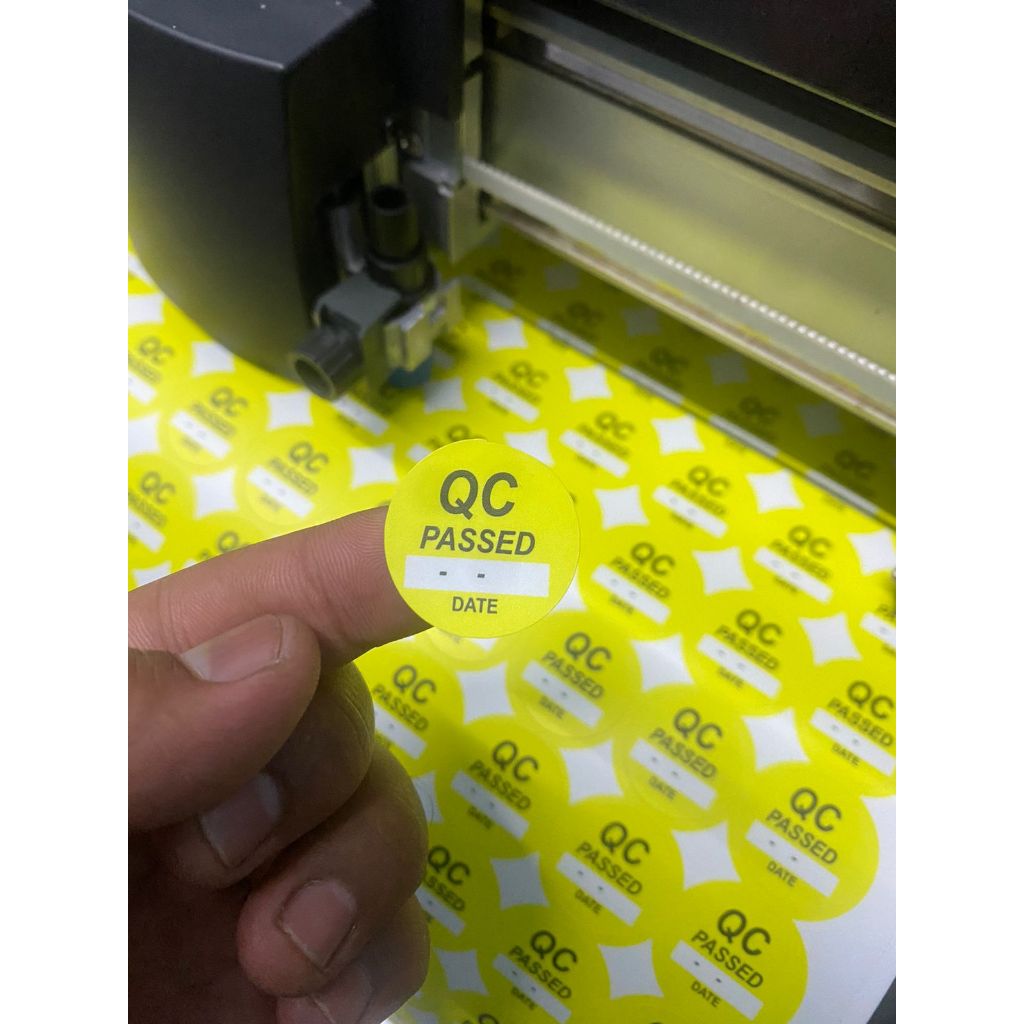 QC
PASSED
- -
DATE